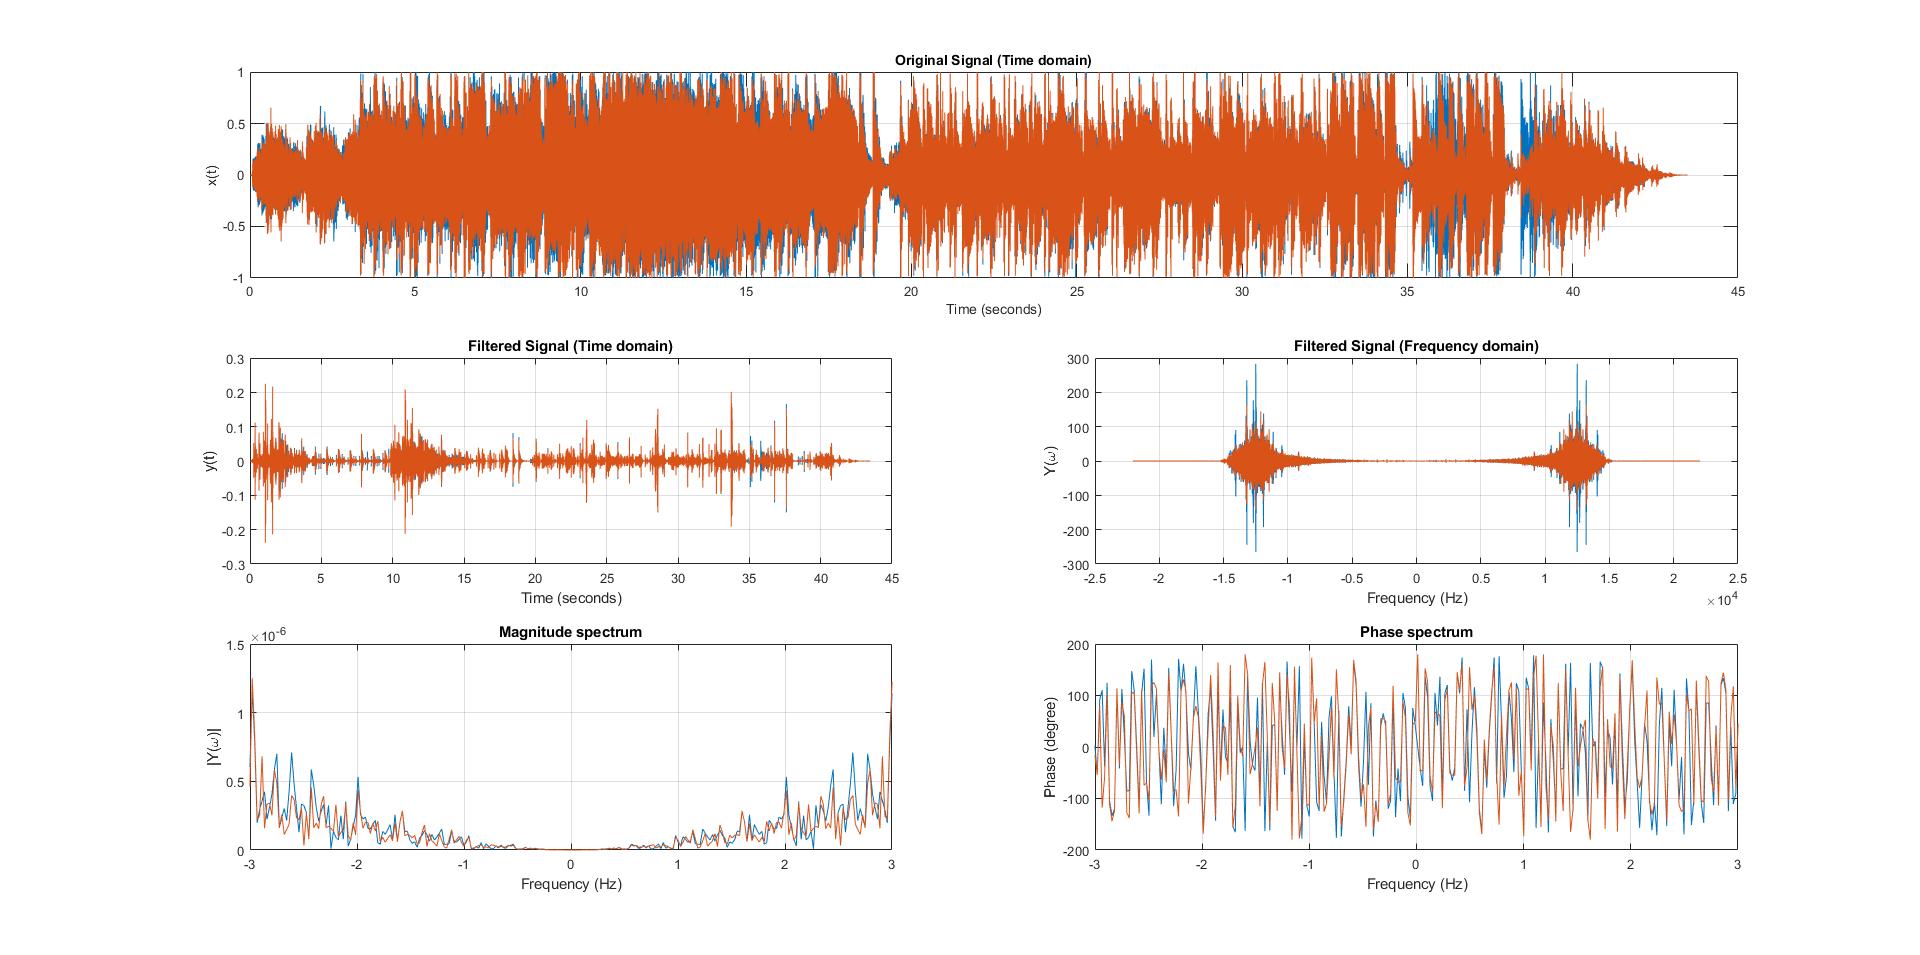 Original Signal (Time domain)
1
0.5
0
-0.5
-1
x(t)
0 5 10 15 20 25 30 35 40 45
Time (seconds)
Filtered Signal (Time domain)
0.3
0.2
0.1
0
-0.1
-0.2
-0.3
y(t)
0 5 10 15 20 25 30 35 40 45
Time (seconds)
Filtered Signal (Frequency domain)
300
200
100
0
-100
-200
-300
Y(ω)
-2.5 -2 -1.5 -1 -0.5 0 0.5 1 1.5 2 2.5
Frequency (Hz)
×10^4
Magnitude spectrum
×10^-6
1.5
1
0.5
0
|Y(ω)|
-3 -2 -1 0 1 2 3
Frequency (Hz)
Phase spectrum
200
100
0
-100
-200
Phase (degree)
-3 -2 -1 0 1 2 3
Frequency (Hz)